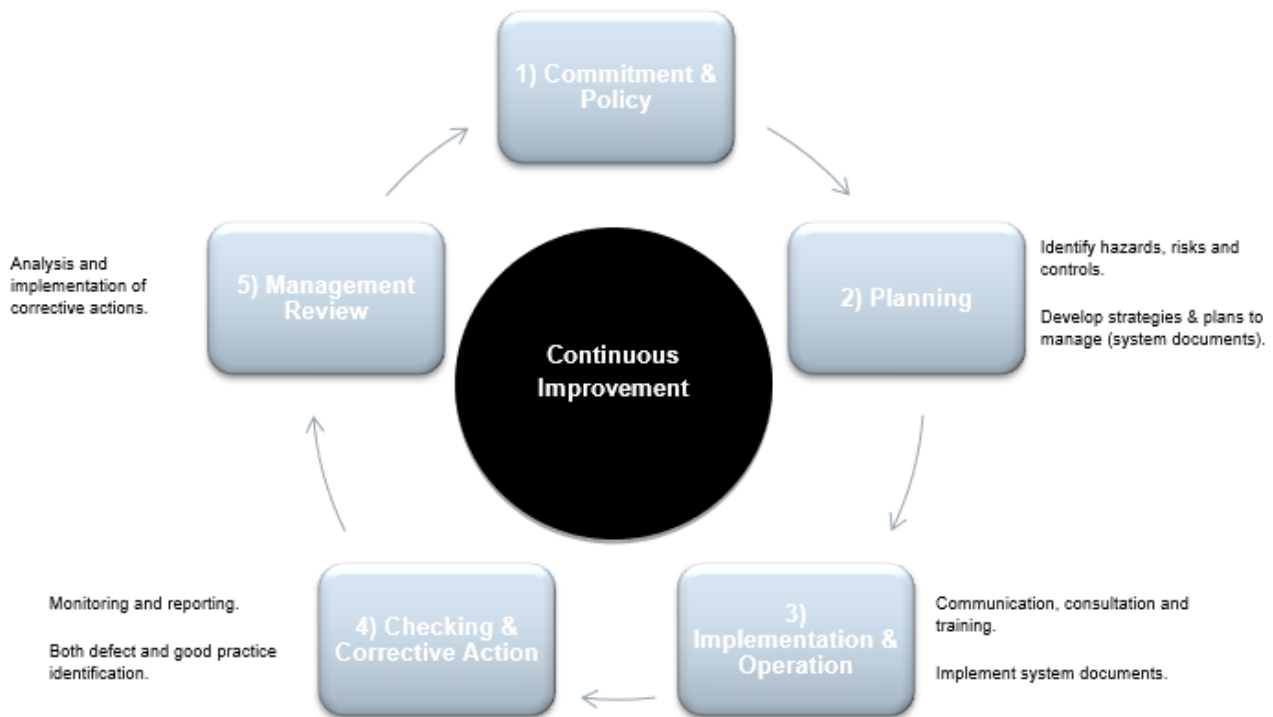 1) Commitment &
Policy
2) Planning
Identify hazards, risks and
controls.
Develop strategies & plans to
manage (system documents).
3)
Implementation &
Operation
Communication, consultation and
training.
Implement system documents.
4) Checking &
Corrective Action
Monitoring and reporting.
Both defect and good practice
identification.
5) Management
Review
Analysis and
implementation of
corrective actions.
Continuous
Improvement